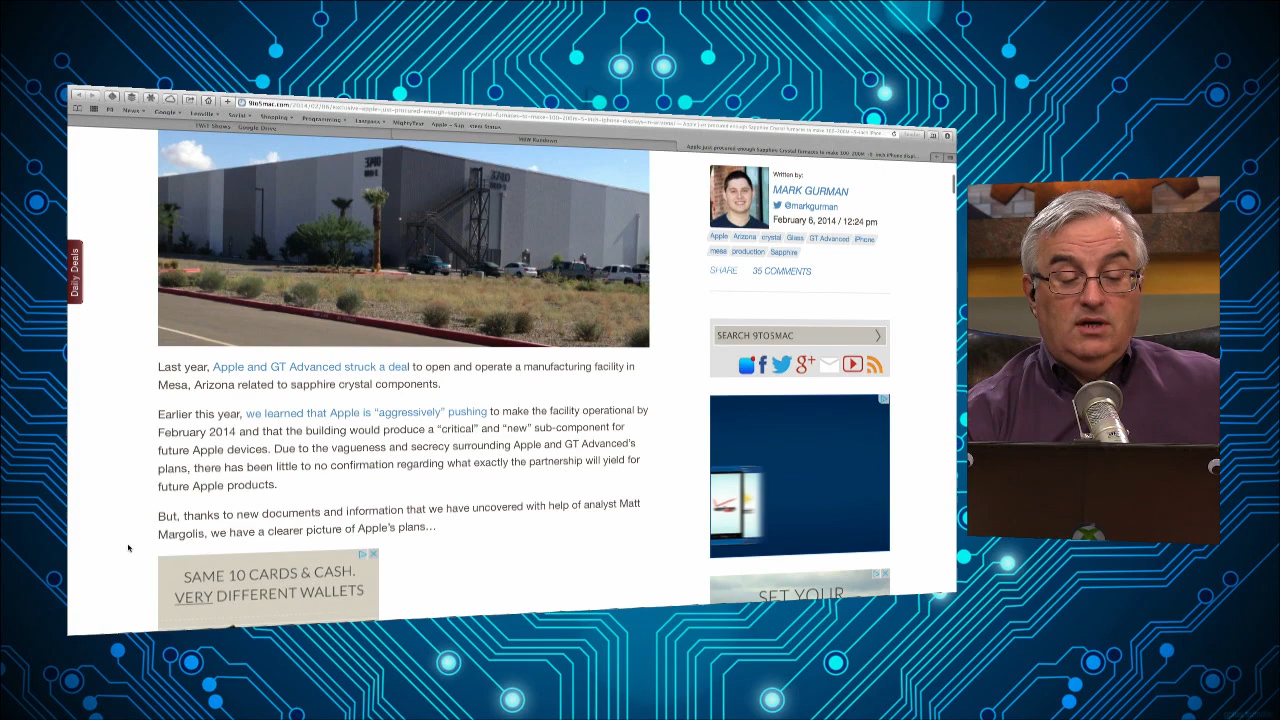 9to5mac.com/2014/02/06/exclusive-apple-just-procured-enough-sapphire-crystal-furnaces-to-make-100-200m-5-inch-iphone-displays-in-arizona/
News Google Leoville Social Shopping Programming Lastpass MightyText
TWiT Shows Google Drive
MBW Rundown
Apple just procured enough Sapphire Crystal furnaces to make 100-200M ~5-inch iPhone displ...
Daily Deals
3740
3740
Written by:
MARK GURMAN
@markgurman
February 6, 2014 / 12:24 pm
Apple Arizona crystal Glass GT Advanced iPhone
mesa production Sapphire
SHARE 35 COMMENTS
SEARCH 9TO5MAC
Last year, Apple and GT Advanced struck a deal to open and operate a manufacturing facility in
Mesa, Arizona related to sapphire crystal components.
Earlier this year, we learned that Apple is “aggressively” pushing to make the facility operational by
February 2014 and that the building would produce a “critical” and “new” sub-component for
future Apple devices. Due to the vagueness and secrecy surrounding Apple and GT Advanced’s
plans, there has been little to no confirmation regarding what exactly the partnership will yield for
future Apple products.
But, thanks to new documents and information that we have uncovered with help of analyst Matt
Margolis, we have a clearer picture of Apple’s plans…
SAME 10 CARDS & CASH.
VERY DIFFERENT WALLETS
SET YOUR